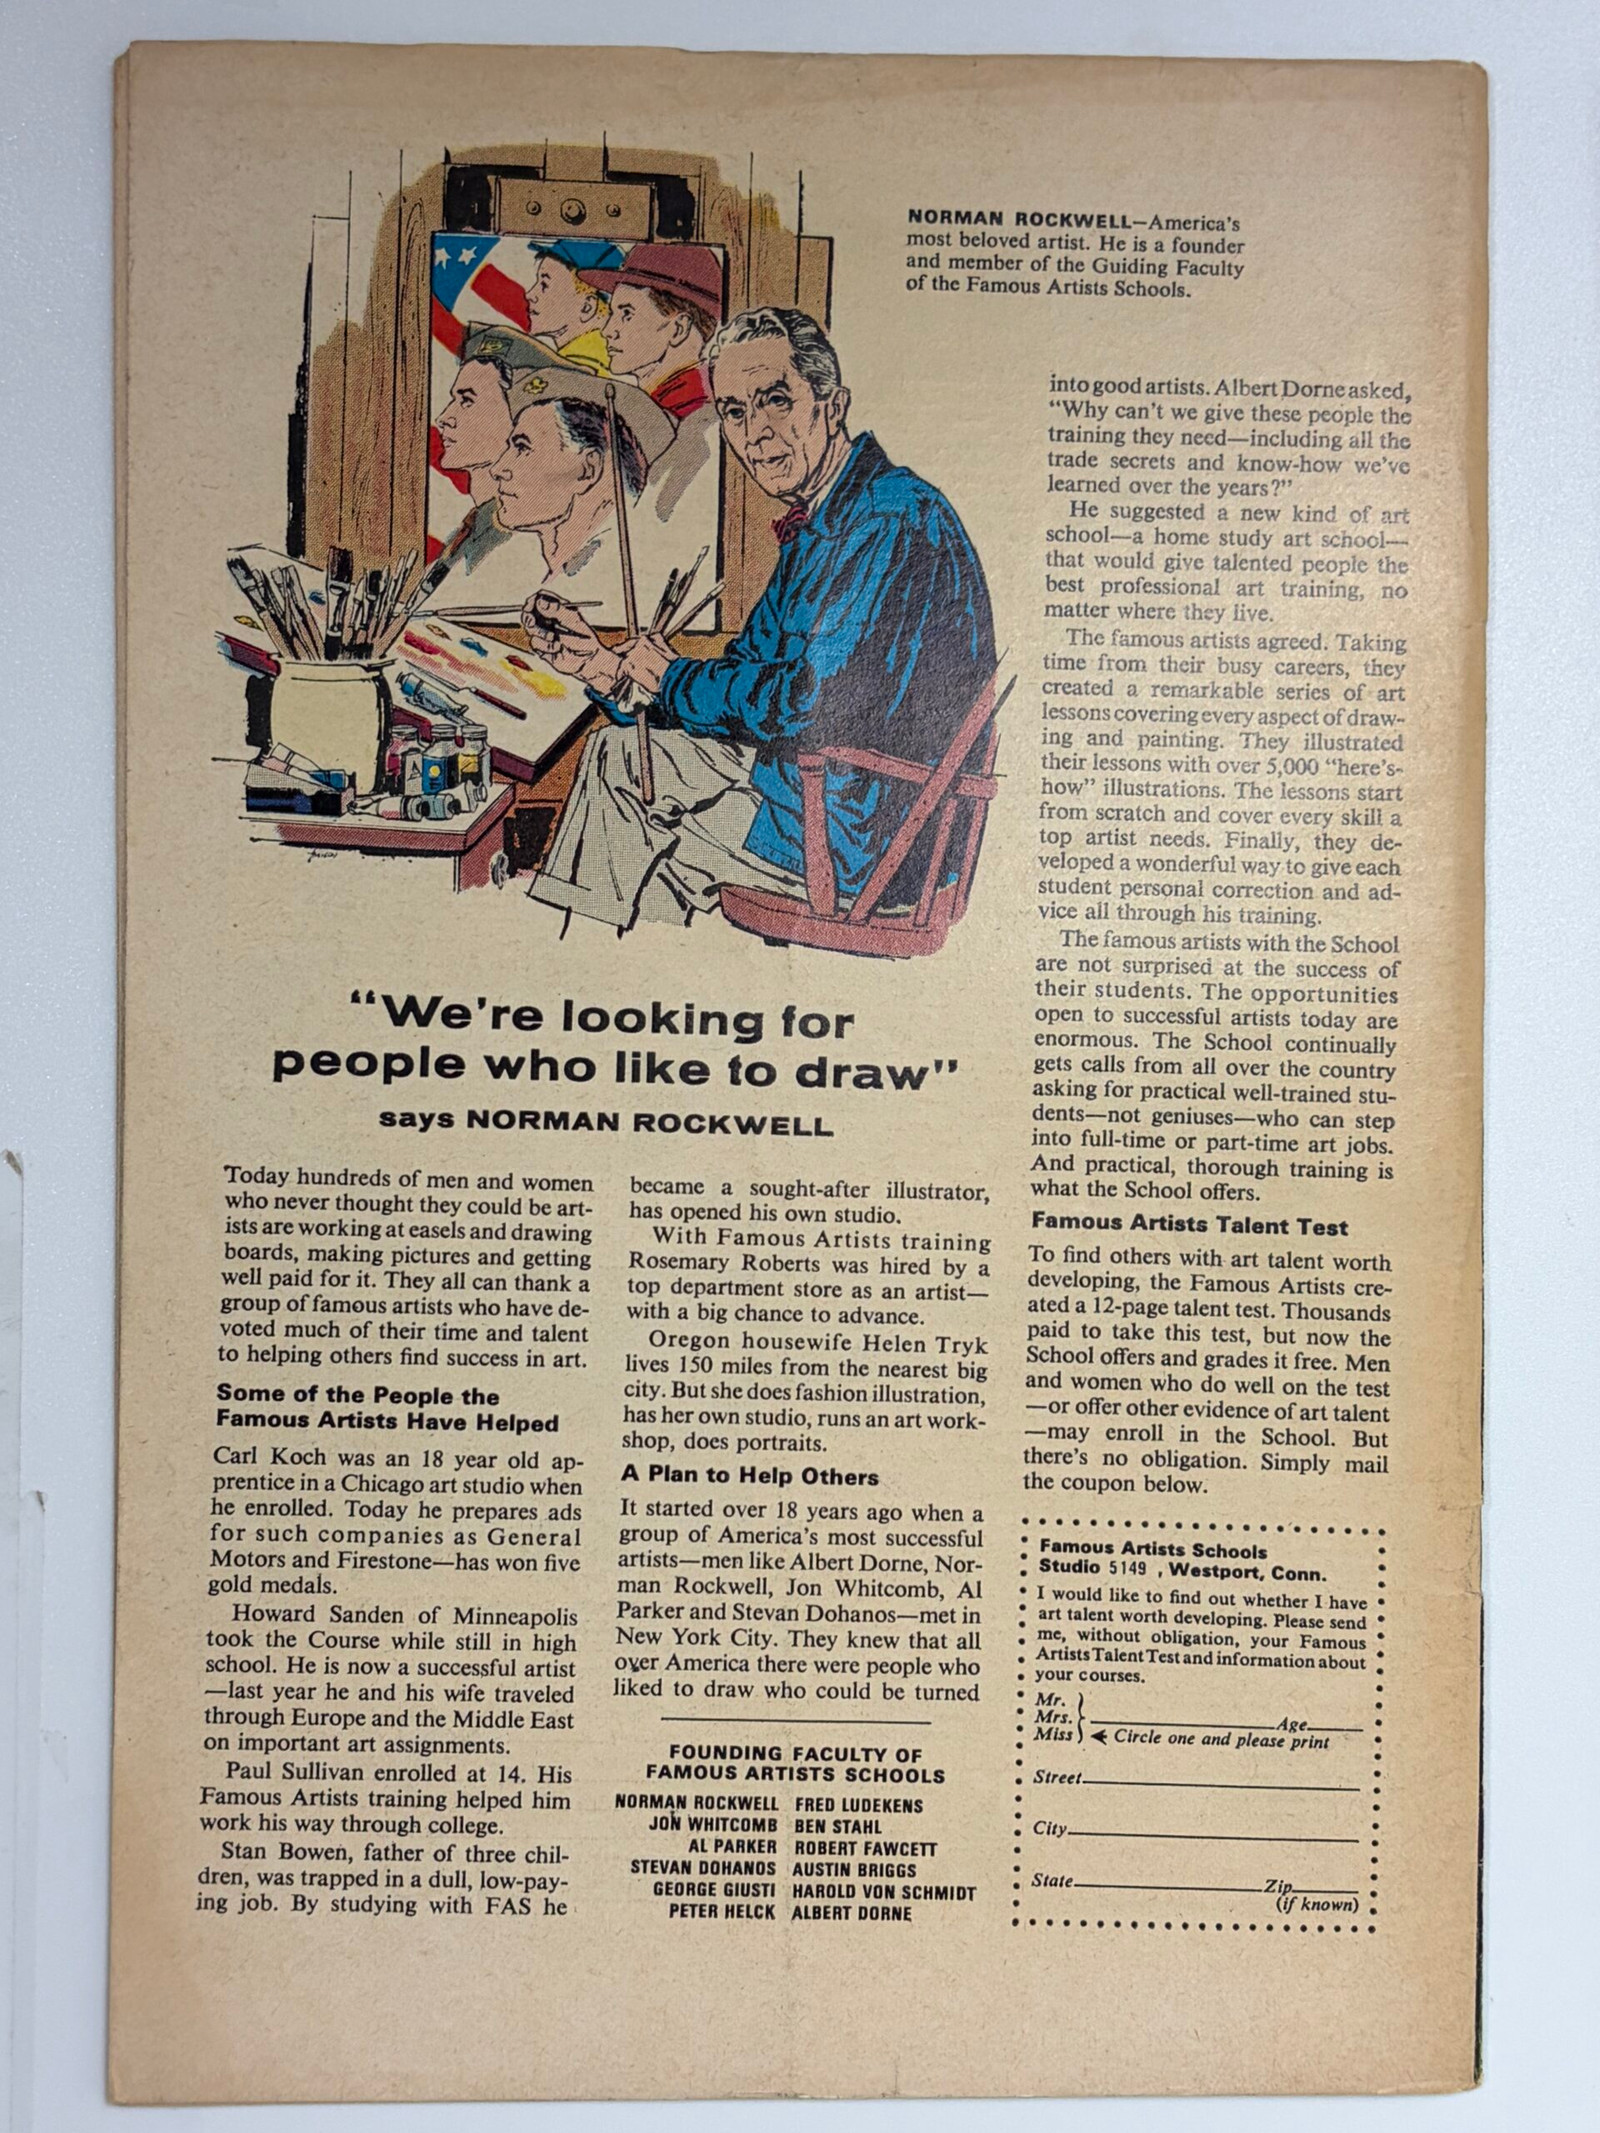 NORMAN ROCKWELL—America's
most beloved artist. He is a founder
and member of the Guiding Faculty
of the Famous Artists Schools.
"We're looking for
people who like to draw"
says NORMAN ROCKWELL
Today hundreds of men and women
who never thought they could be art-
ists are working at easels and drawing
boards, making pictures and getting
well paid for it. They all can thank a
group of famous artists who have de-
voted much of their time and talent
to helping others find success in art.
Some of the People the
Famous Artists Have Helped
Carl Koch was an 18 year old ap-
prentice in a Chicago art studio when
he enrolled. Today he prepares ads
for such companies as General
Motors and Firestone—has won five
gold medals.
Howard Sanden of Minneapolis
took the Course while still in high
school. He is now a successful artist
—last year he and his wife traveled
through Europe and the Middle East
on important art assignments.
Paul Sullivan enrolled at 14. His
Famous Artists training helped him
work his way through college.
Stan Bowen, father of three chil-
dren, was trapped in a dull, low-pay-
ing job. By studying with FAS he
became a sought-after illustrator,
has opened his own studio.
With Famous Artists training
Rosemary Roberts was hired by a
top department store as an artist—
with a big chance to advance.
Oregon housewife Helen Tryk
lives 150 miles from the nearest big
city. But she does fashion illustration,
has her own studio, runs an art work-
shop, does portraits.
A Plan to Help Others
It started over 18 years ago when a
group of America's most successful
artists—men like Albert Dorne, Nor-
man Rockwell, Jon Whitcomb, Al
Parker and Stevan Dohanos—met in
New York City. They knew that all
over America there were people who
liked to draw who could be turned
FOUNDING FACULTY OF
FAMOUS ARTISTS SCHOOLS
NORMAN ROCKWELL FRED LUDEKENS
JON WHITCOMB BEN STAHL
AL PARKER ROBERT FAWCETT
STEVAN DOHANOS AUSTIN BRIGGS
GEORGE GIUSTI HAROLD VON SCHMIDT
PETER HELCK ALBERT DORNE
into good artists. Albert Dorne asked,
"Why can't we give these people the
training they need—including all the
trade secrets and know-how we've
learned over the years?"
He suggested a new kind of art
school—a home study art school—
that would give talented people the
best professional art training, no
matter where they live.
The famous artists agreed. Taking
time from their busy careers, they
created a remarkable series of art
lessons covering every aspect of draw-
ing and painting. They illustrated
their lessons with over 5,000 "here's-
how" illustrations. The lessons start
from scratch and cover every skill a
top artist needs. Finally, they de-
veloped a wonderful way to give each
student personal correction and ad-
vice all through his training.
The famous artists with the School
are not surprised at the success of
their students. The opportunities
open to successful artists today are
enormous. The School continually
gets calls from all over the country
asking for practical well-trained stu-
dents—not geniuses—who can step
into full-time or part-time art jobs.
And practical, thorough training is
what the School offers.
Famous Artists Talent Test
To find others with art talent worth
developing, the Famous Artists cre-
ated a 12-page talent test. Thousands
paid to take this test, but now the
School offers and grades it free. Men
and women who do well on the test
—or offer other evidence of art talent
—may enroll in the School. But
there's no obligation. Simply mail
the coupon below.
Famous Artists Schools
Studio 5149 , Westport, Conn.
I would like to find out whether I have
art talent worth developing. Please send
me, without obligation, your Famous
Artists Talent Test and information about
your courses.
Mr.
Mrs. Age
Miss Circle one and please print
Street
City
State Zip
(if known)